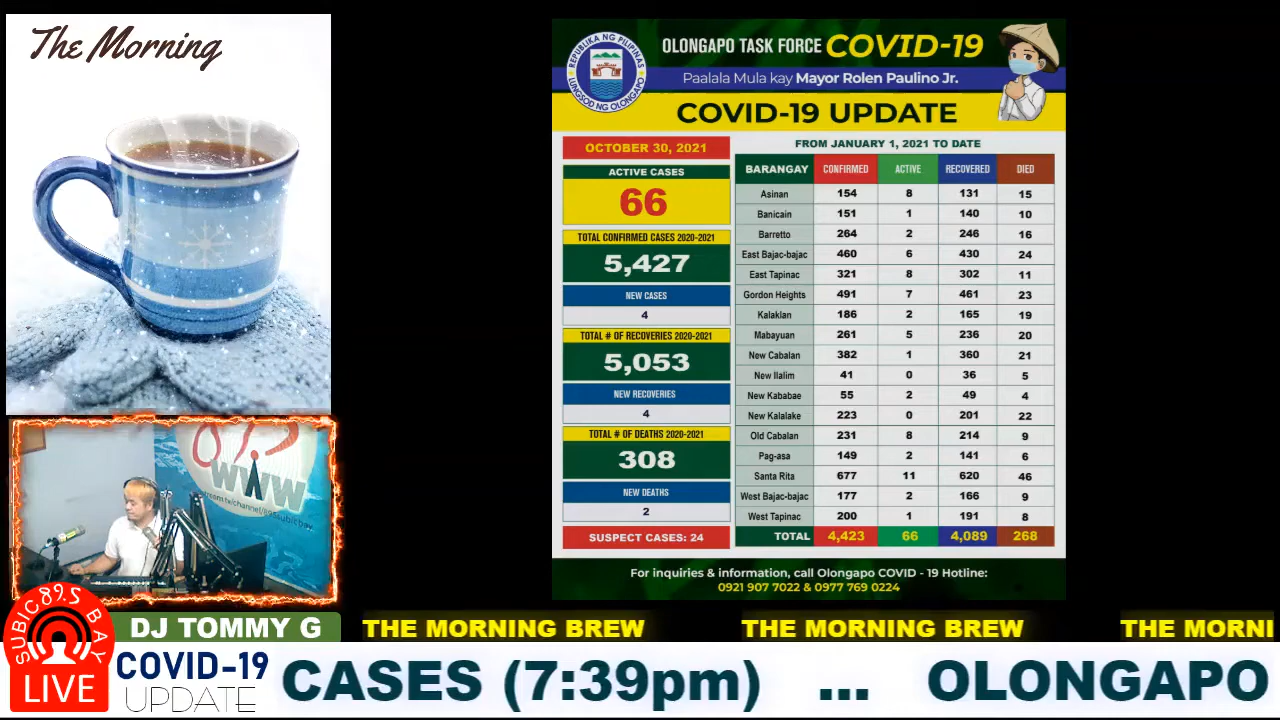 The Morning
REPUBLIKA NG PILIPINAS
LUNGSOD NG OLONGAPO
OLONGAPO TASK FORCE COVID-19
Paalala Mula kay Mayor Rolen Paulino Jr.
COVID-19 UPDATE
OCTOBER 30, 2021
ACTIVE CASES
66
TOTAL CONFIRMED CASES 2020-2021
5,427
NEW CASES
4
TOTAL # OF RECOVERIES 2020-2021
5,053
NEW RECOVERIES
4
TOTAL # OF DEATHS 2020-2021
308
NEW DEATHS
2
SUSPECT CASES: 24
FROM JANUARY 1, 2021 TO DATE
BARANGAY CONFIRMED ACTIVE RECOVERED DIED
Asinan 154 8 131 15
Banicain 151 1 140 10
Barretto 264 2 246 16
East Bajac-bajac 460 6 430 24
East Tapinac 321 8 302 11
Gordon Heights 491 7 461 23
Kalaklan 186 2 165 19
Mabayuan 261 5 236 20
New Cabalan 382 1 360 21
New Ilalim 41 0 36 5
New Kababae 55 2 49 4
New Kalalake 223 0 201 22
Old Cabalan 231 8 214 9
Pag-asa 149 2 141 6
Santa Rita 677 11 620 46
West Bajac-bajac 177 2 166 9
West Tapinac 200 1 191 8
TOTAL 4,423 66 4,089 268
For inquiries & information, call Olongapo COVID - 19 Hotline:
0921 907 7022 & 0977 769 0224
WWW
SUBIC 89.5 BAY
LIVE
DJ TOMMY G
THE MORNING BREW THE MORNING BREW THE MORNI
COVID-19
UPDATE
CASES (7:39pm) ... OLONGAPO